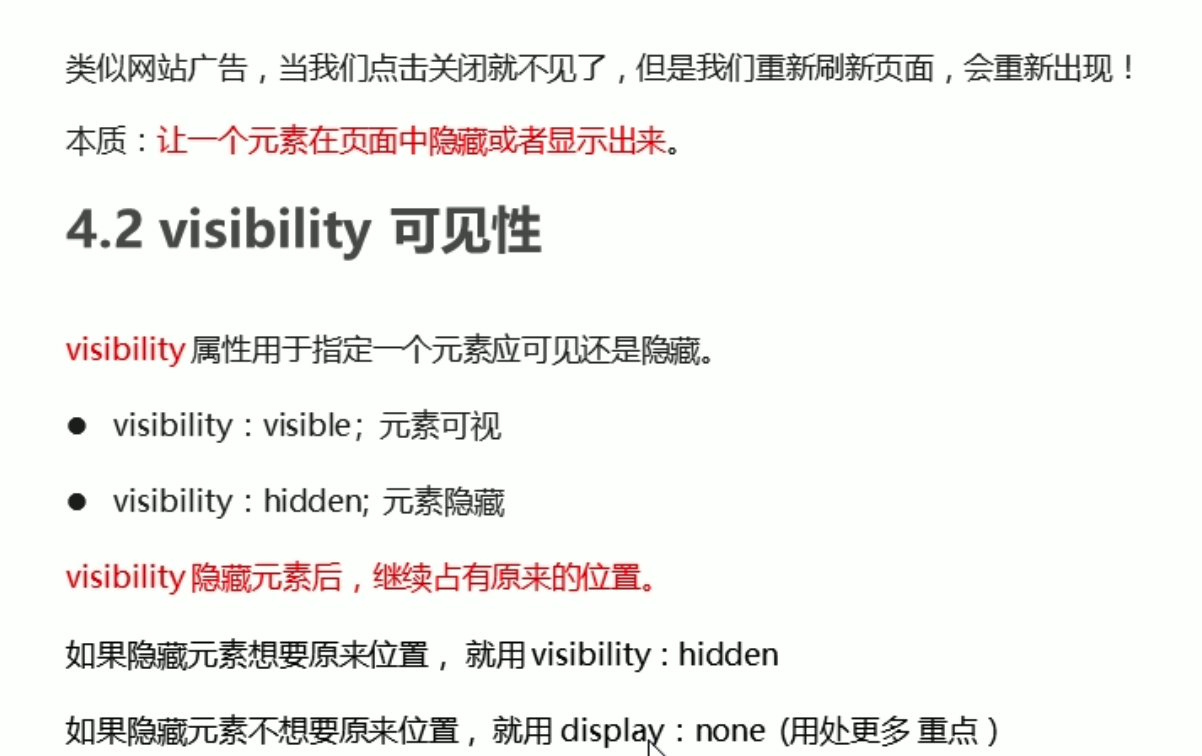 类似网站广告，当我们点击关闭就不见了，但是我们重新刷新页面，会重新出现！
本质：让一个元素在页面中隐藏或者显示出来。
4.2 visibility 可见性
visibility 属性用于指定一个元素应可见还是隐藏。
● visibility：visible；元素可视
● visibility：hidden; 元素隐藏
visibility 隐藏元素后，继续占有原来的位置。
如果隐藏元素想要原来位置， 就用 visibility：hidden
如果隐藏元素不想要原来位置， 就用 display：none (用处更多 重点）